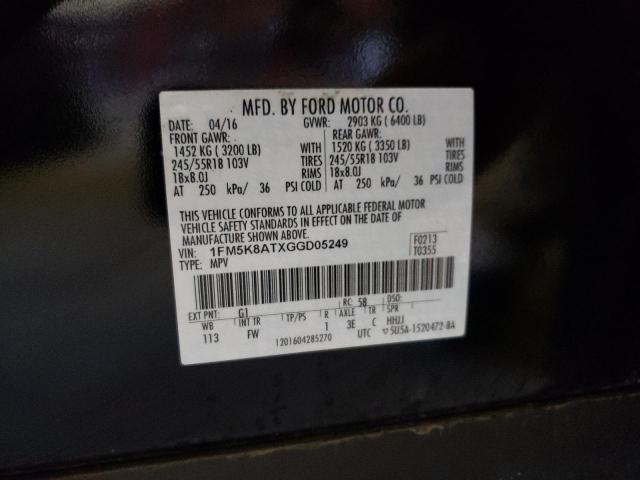 MFD. BY FORD MOTOR CO.
DATE: 04/16 GVWR: 2903 KG ( 6400 LB)
FRONT GAWR: REAR GAWR:
1452 KG ( 3200 LB) 1520 KG ( 3350 LB)
245/55R18 103V TIRES 245/55R18 103V TIRES
18x8.0J RIMS 18x8.0J RIMS
AT 250 kPa/ 36 PSI COLD AT 250 kPa/ 36 PSI COLD
THIS VEHICLE CONFORMS TO ALL APPLICABLE FEDERAL MOTOR
VEHICLE SAFETY STANDARDS IN EFFECT ON THE DATE OF
MANUFACTURE SHOWN ABOVE.
VIN: 1FM5K8ATXGGD05249 F0213
TYPE: MPV T0355
EXT PNT: G1 RC: 58 DSO:
WB INT TR TP/PS R AXLE TR SPR
113 FW 1 3E C HHJJ
1201604285270 UTC 5U5A-1520472-BA